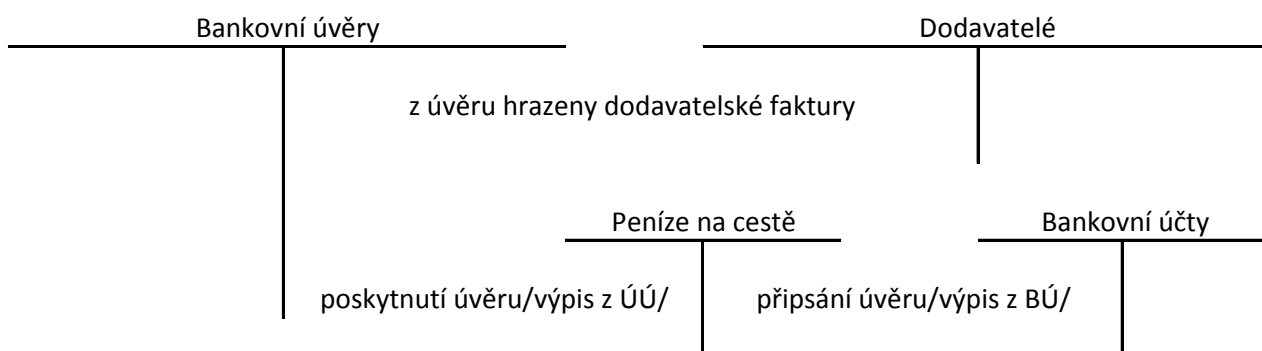 Bankovní úvěry
Dodavatelé
z úvěru hrazeny dodavatelské faktury
Peníze na cestě
Bankovní účty
poskytnutí úvěru/výpis z ÚÚ/
připsání úvěru/výpis z BÚ/